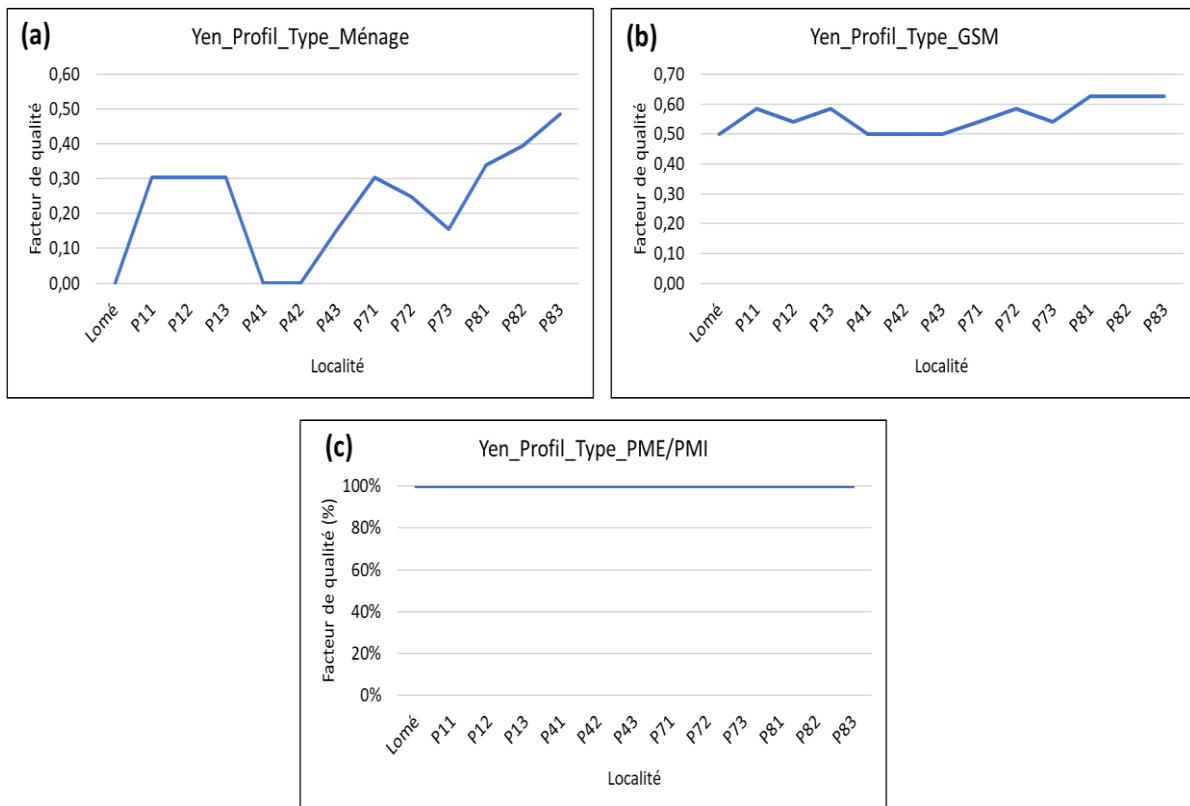 (a)
Yen_Profil_Type_Ménage
Facteur de qualité
0,60
0,50
0,40
0,30
0,20
0,10
0,00
Lomé P11 P12 P13 P41 P42 P43 P71 P72 P73 P81 P82 P83
Localité
(b)
Yen_Profil_Type_GSM
Facteur de qualité
0,70
0,60
0,50
0,40
0,30
0,20
0,10
0,00
Lomé P11 P12 P13 P41 P42 P43 P71 P72 P73 P81 P82 P83
Localité
(c)
Yen_Profil_Type_PME/PMI
Facteur de qualité (%)
100%
80%
60%
40%
20%
0%
Lomé P11 P12 P13 P41 P42 P43 P71 P72 P73 P81 P82 P83
Localité